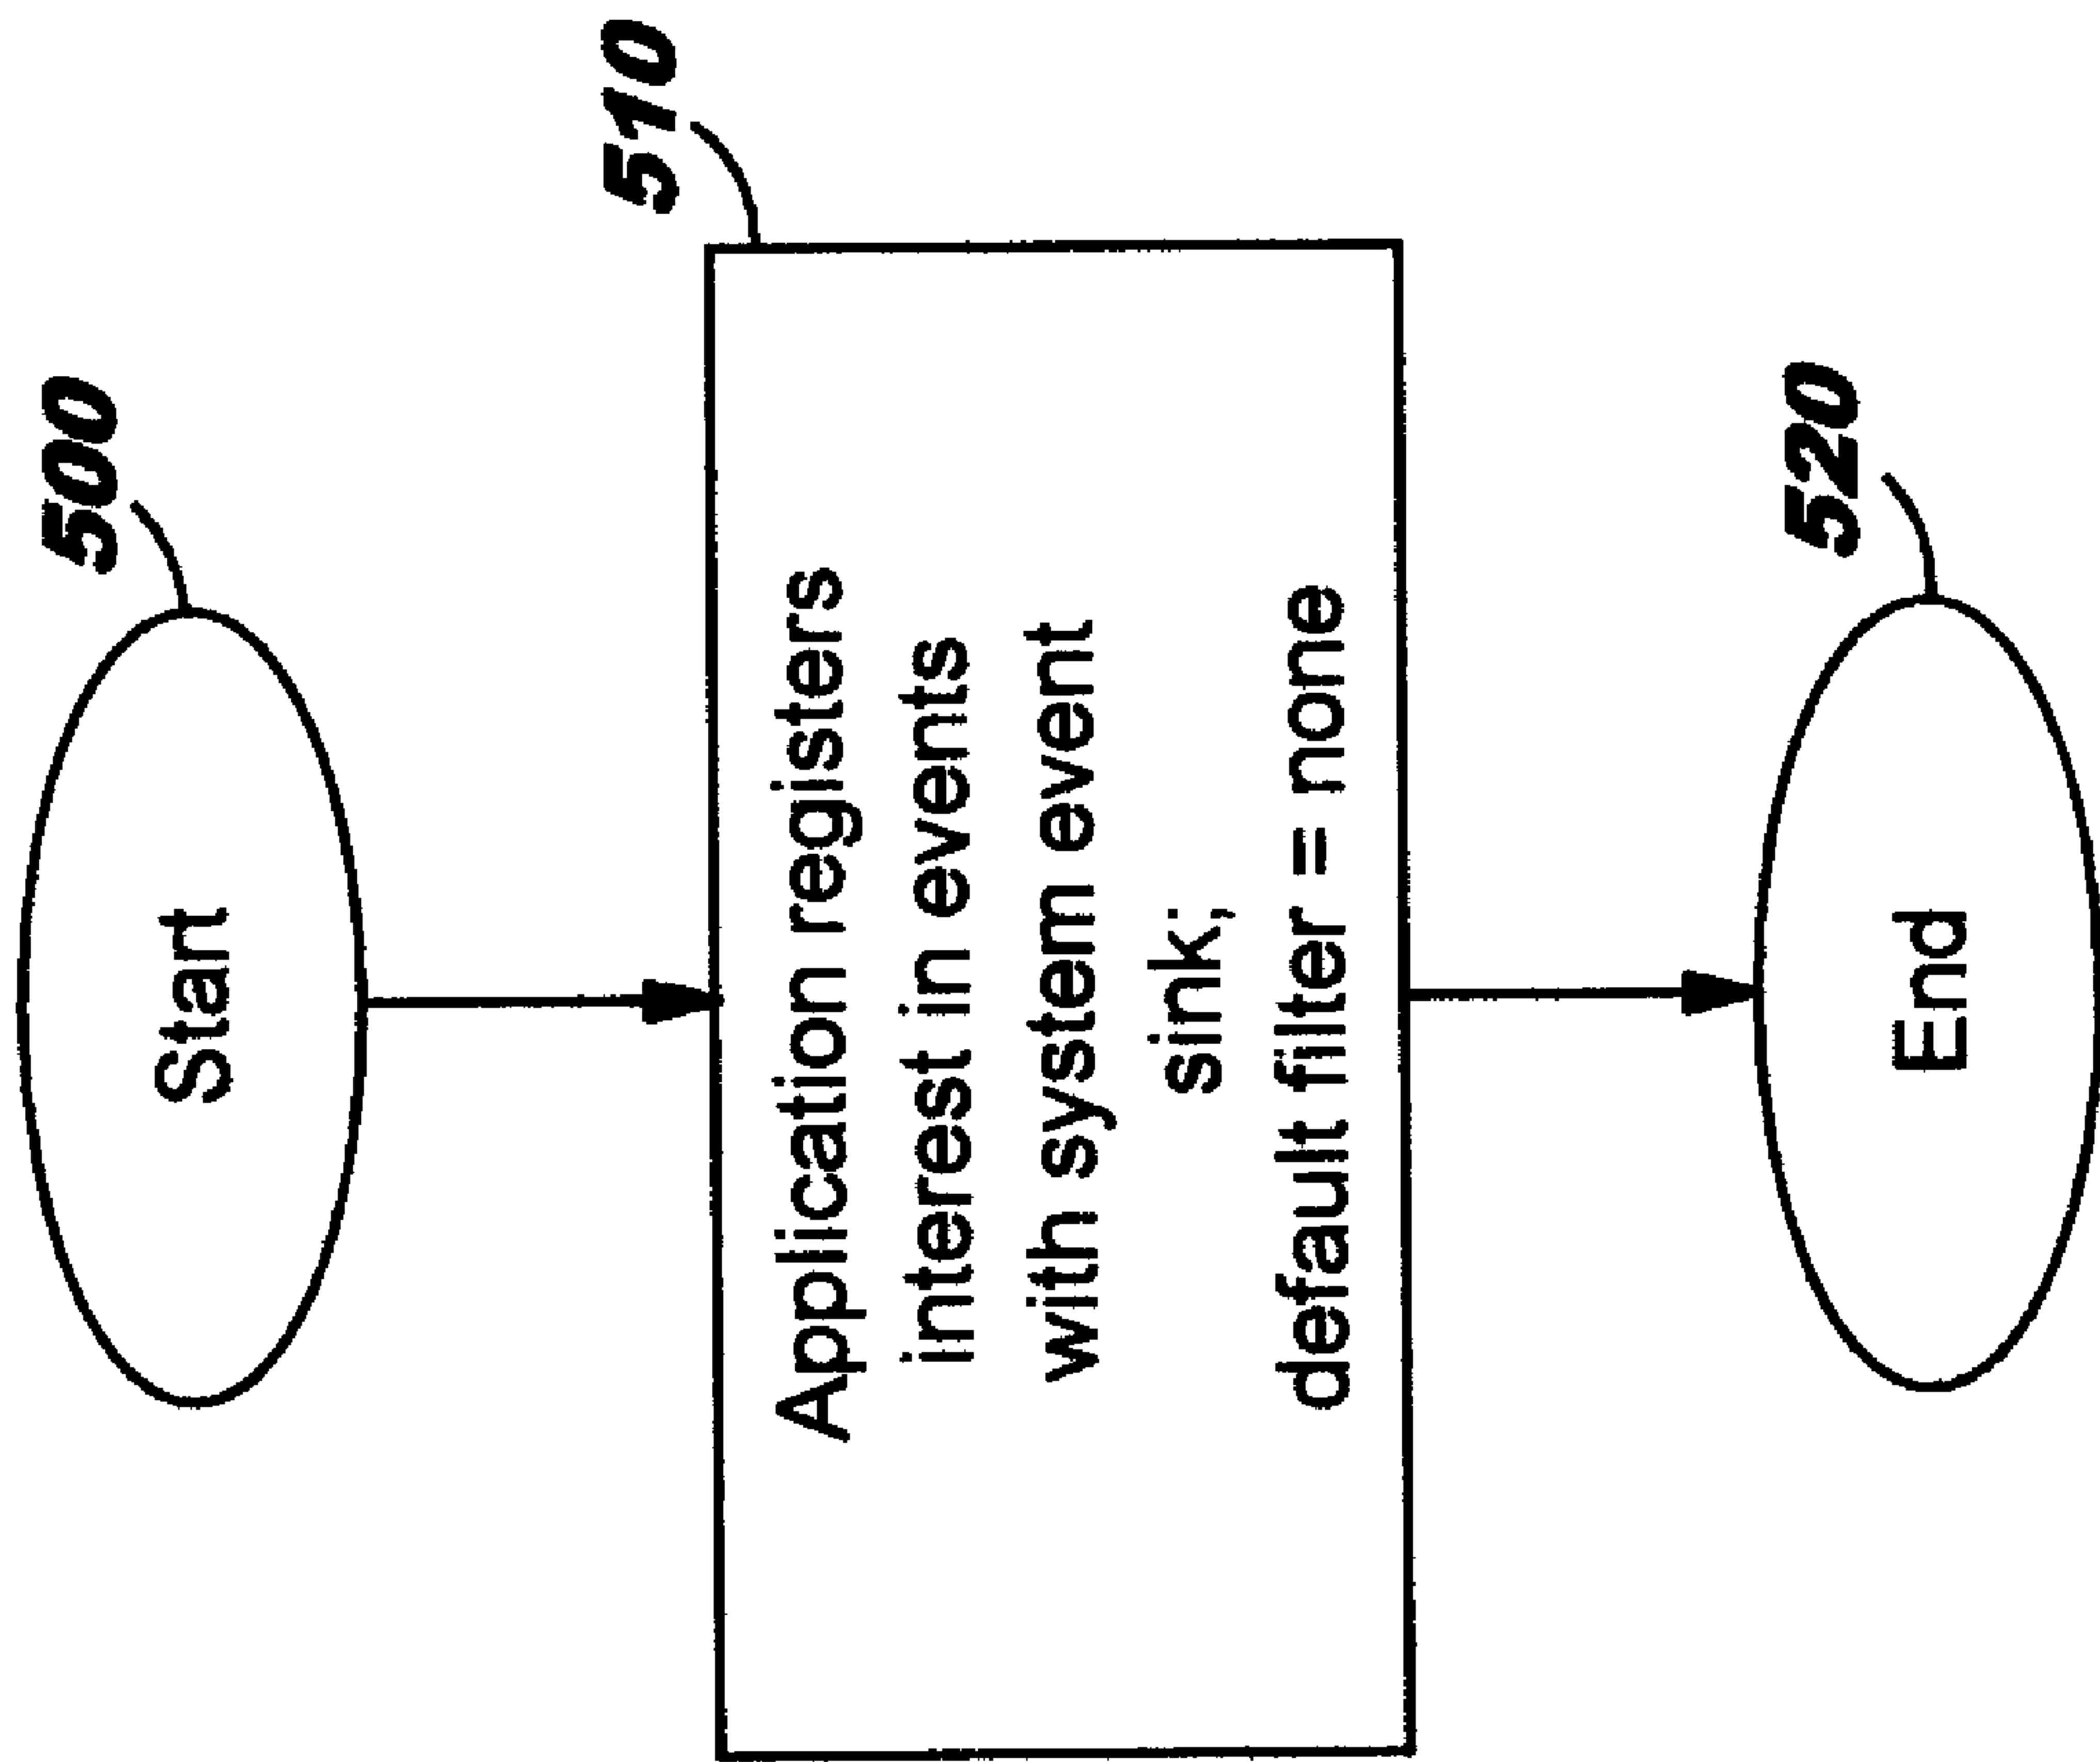 500
Start
510
Application registers
interest in events
with system event
sink;
default filter = none
520
End